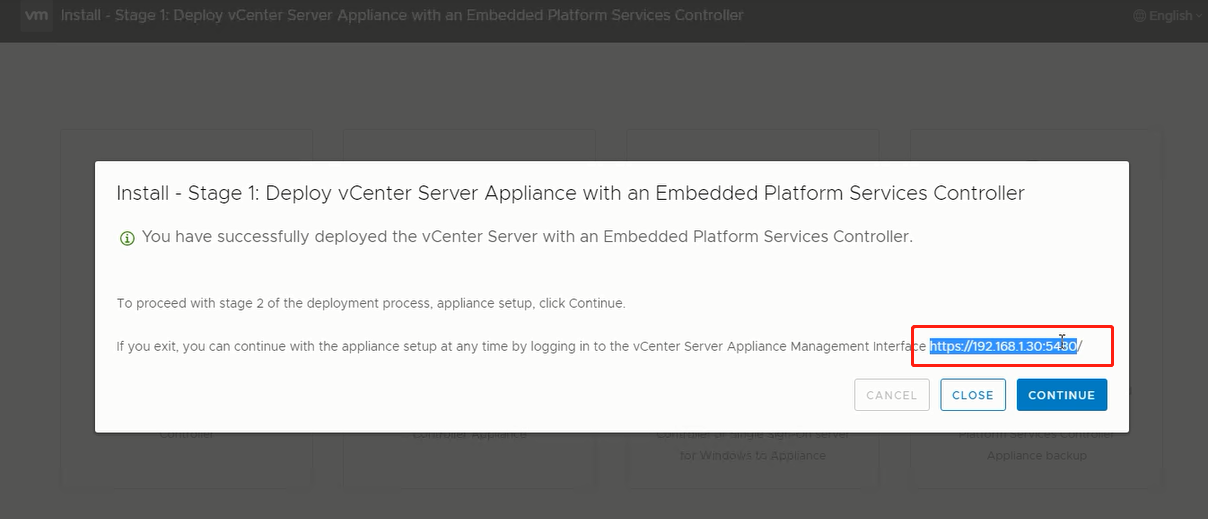 vm Install - Stage 1: Deploy vCenter Server Appliance with an Embedded Platform Services Controller English
Install - Stage 1: Deploy vCenter Server Appliance with an Embedded Platform Services Controller
You have successfully deployed the vCenter Server with an Embedded Platform Services Controller.
To proceed with stage 2 of the deployment process, appliance setup, click Continue.
If you exit, you can continue with the appliance setup at any time by logging in to the vCenter Server Appliance Management Interface https://192.168.1.30:5480/
CANCEL CLOSE CONTINUE
Controller
Controller Appliance
Controller or Single Sign-On server
for Windows to Appliance
Platform Services Controller
Appliance backup